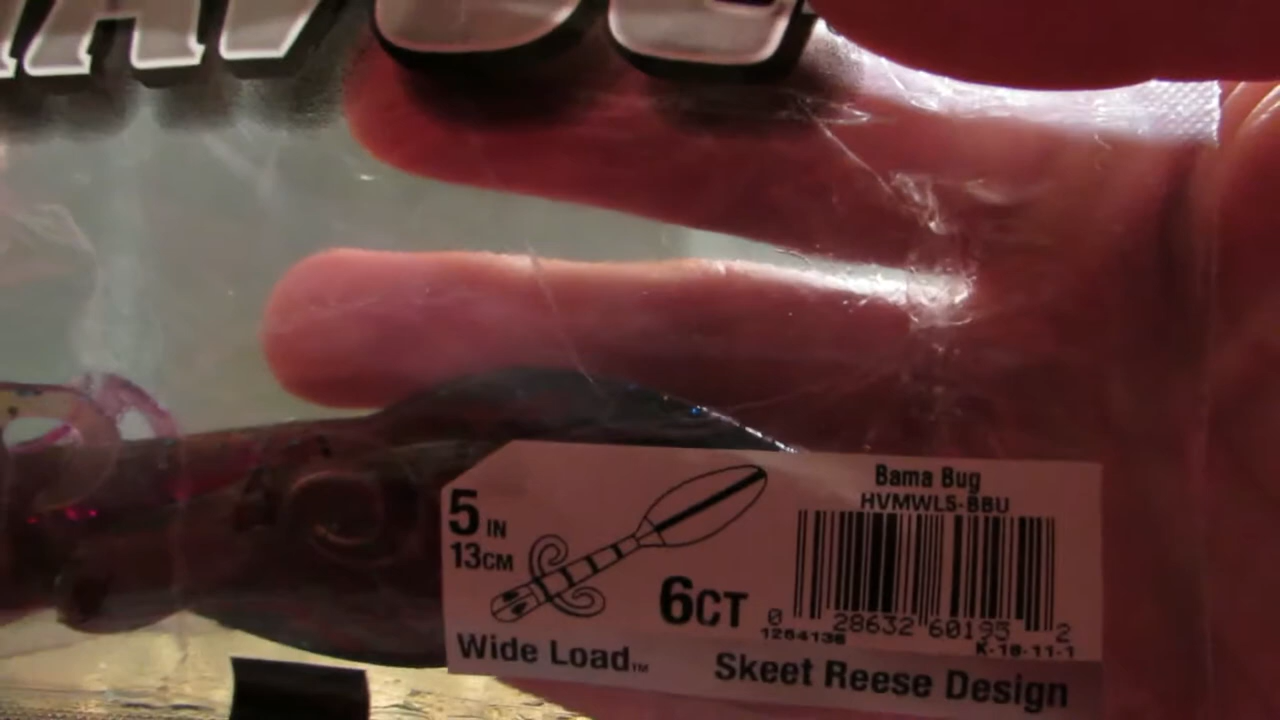 Bama Bug
HVMWL5-BBU
5 IN
13CM
6CT
0 28632 60195 2
1264136
K-18-11-1
Wide Load™
Skeet Reese Design